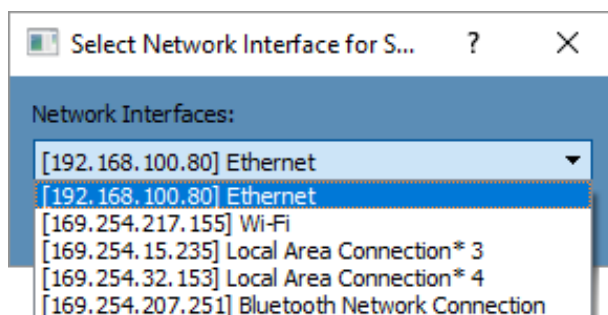 Select Network Interface for S...
?
Network Interfaces:
[192.168.100.80] Ethernet
[192.168.100.80] Ethernet
[169.254.217.155] Wi-Fi
[169.254.15.235] Local Area Connection* 3
[169.254.32.153] Local Area Connection* 4
[169.254.207.251] Bluetooth Network Connection